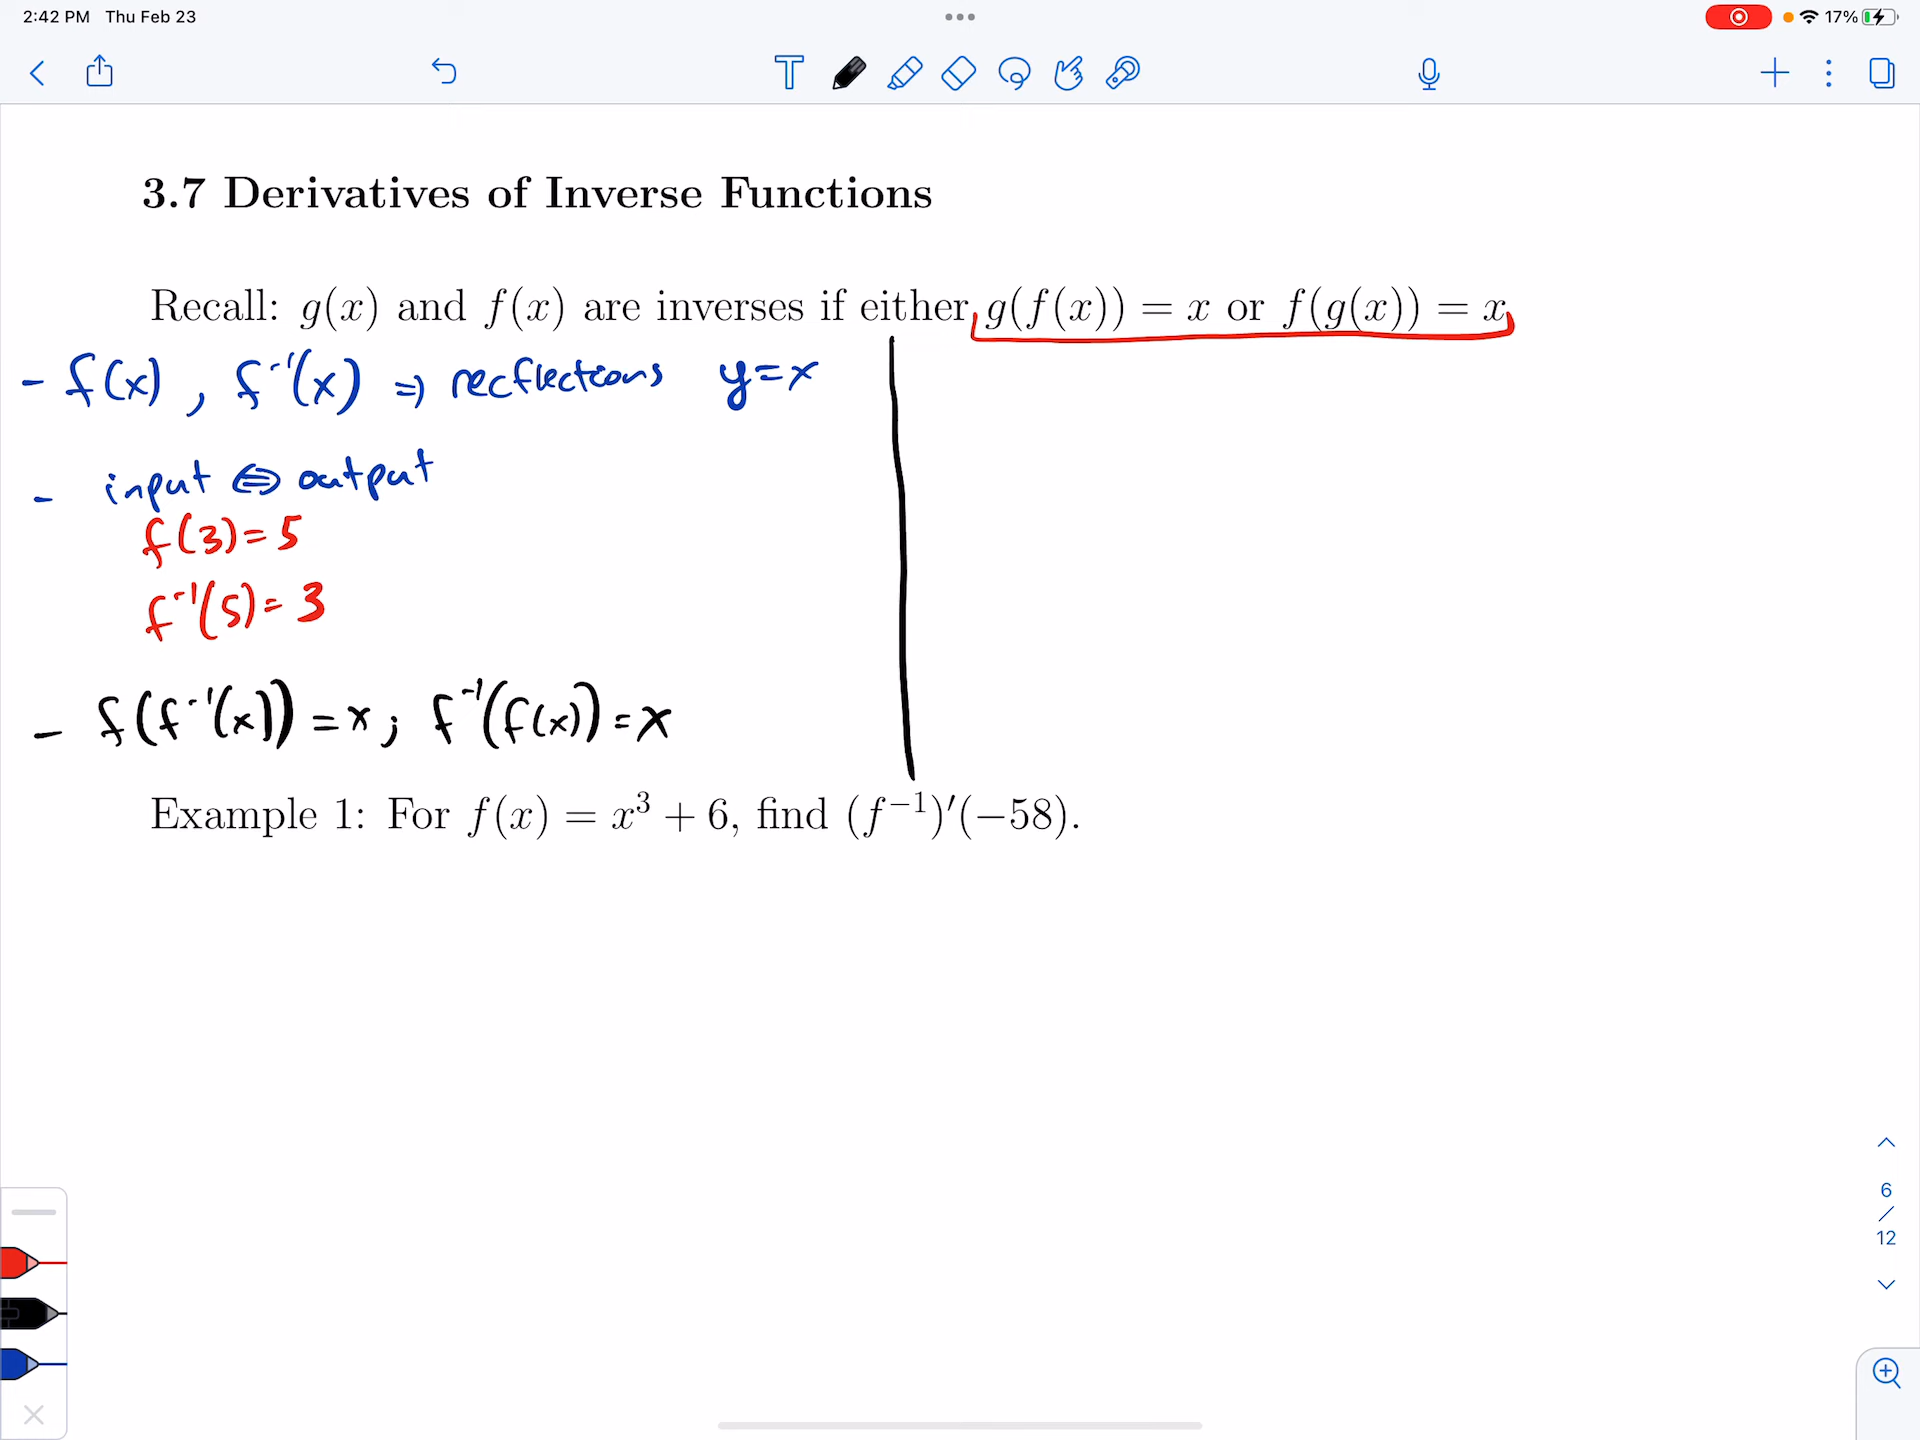 2:42 PM Thu Feb 23
17%
3.7 Derivatives of Inverse Functions
Recall: g(x) and f(x) are inverses if either g(f(x)) = x or f(g(x)) = x
- f(x) , f⁻¹(x) ⇒ recflections y=x
- input ⇔ output
f(3)=5
f⁻¹(5)=3
- f(f⁻¹(x))=x; f⁻¹(f(x))=x
Example 1: For f(x) = x³ + 6, find (f⁻¹)′(−58).
6
/
12